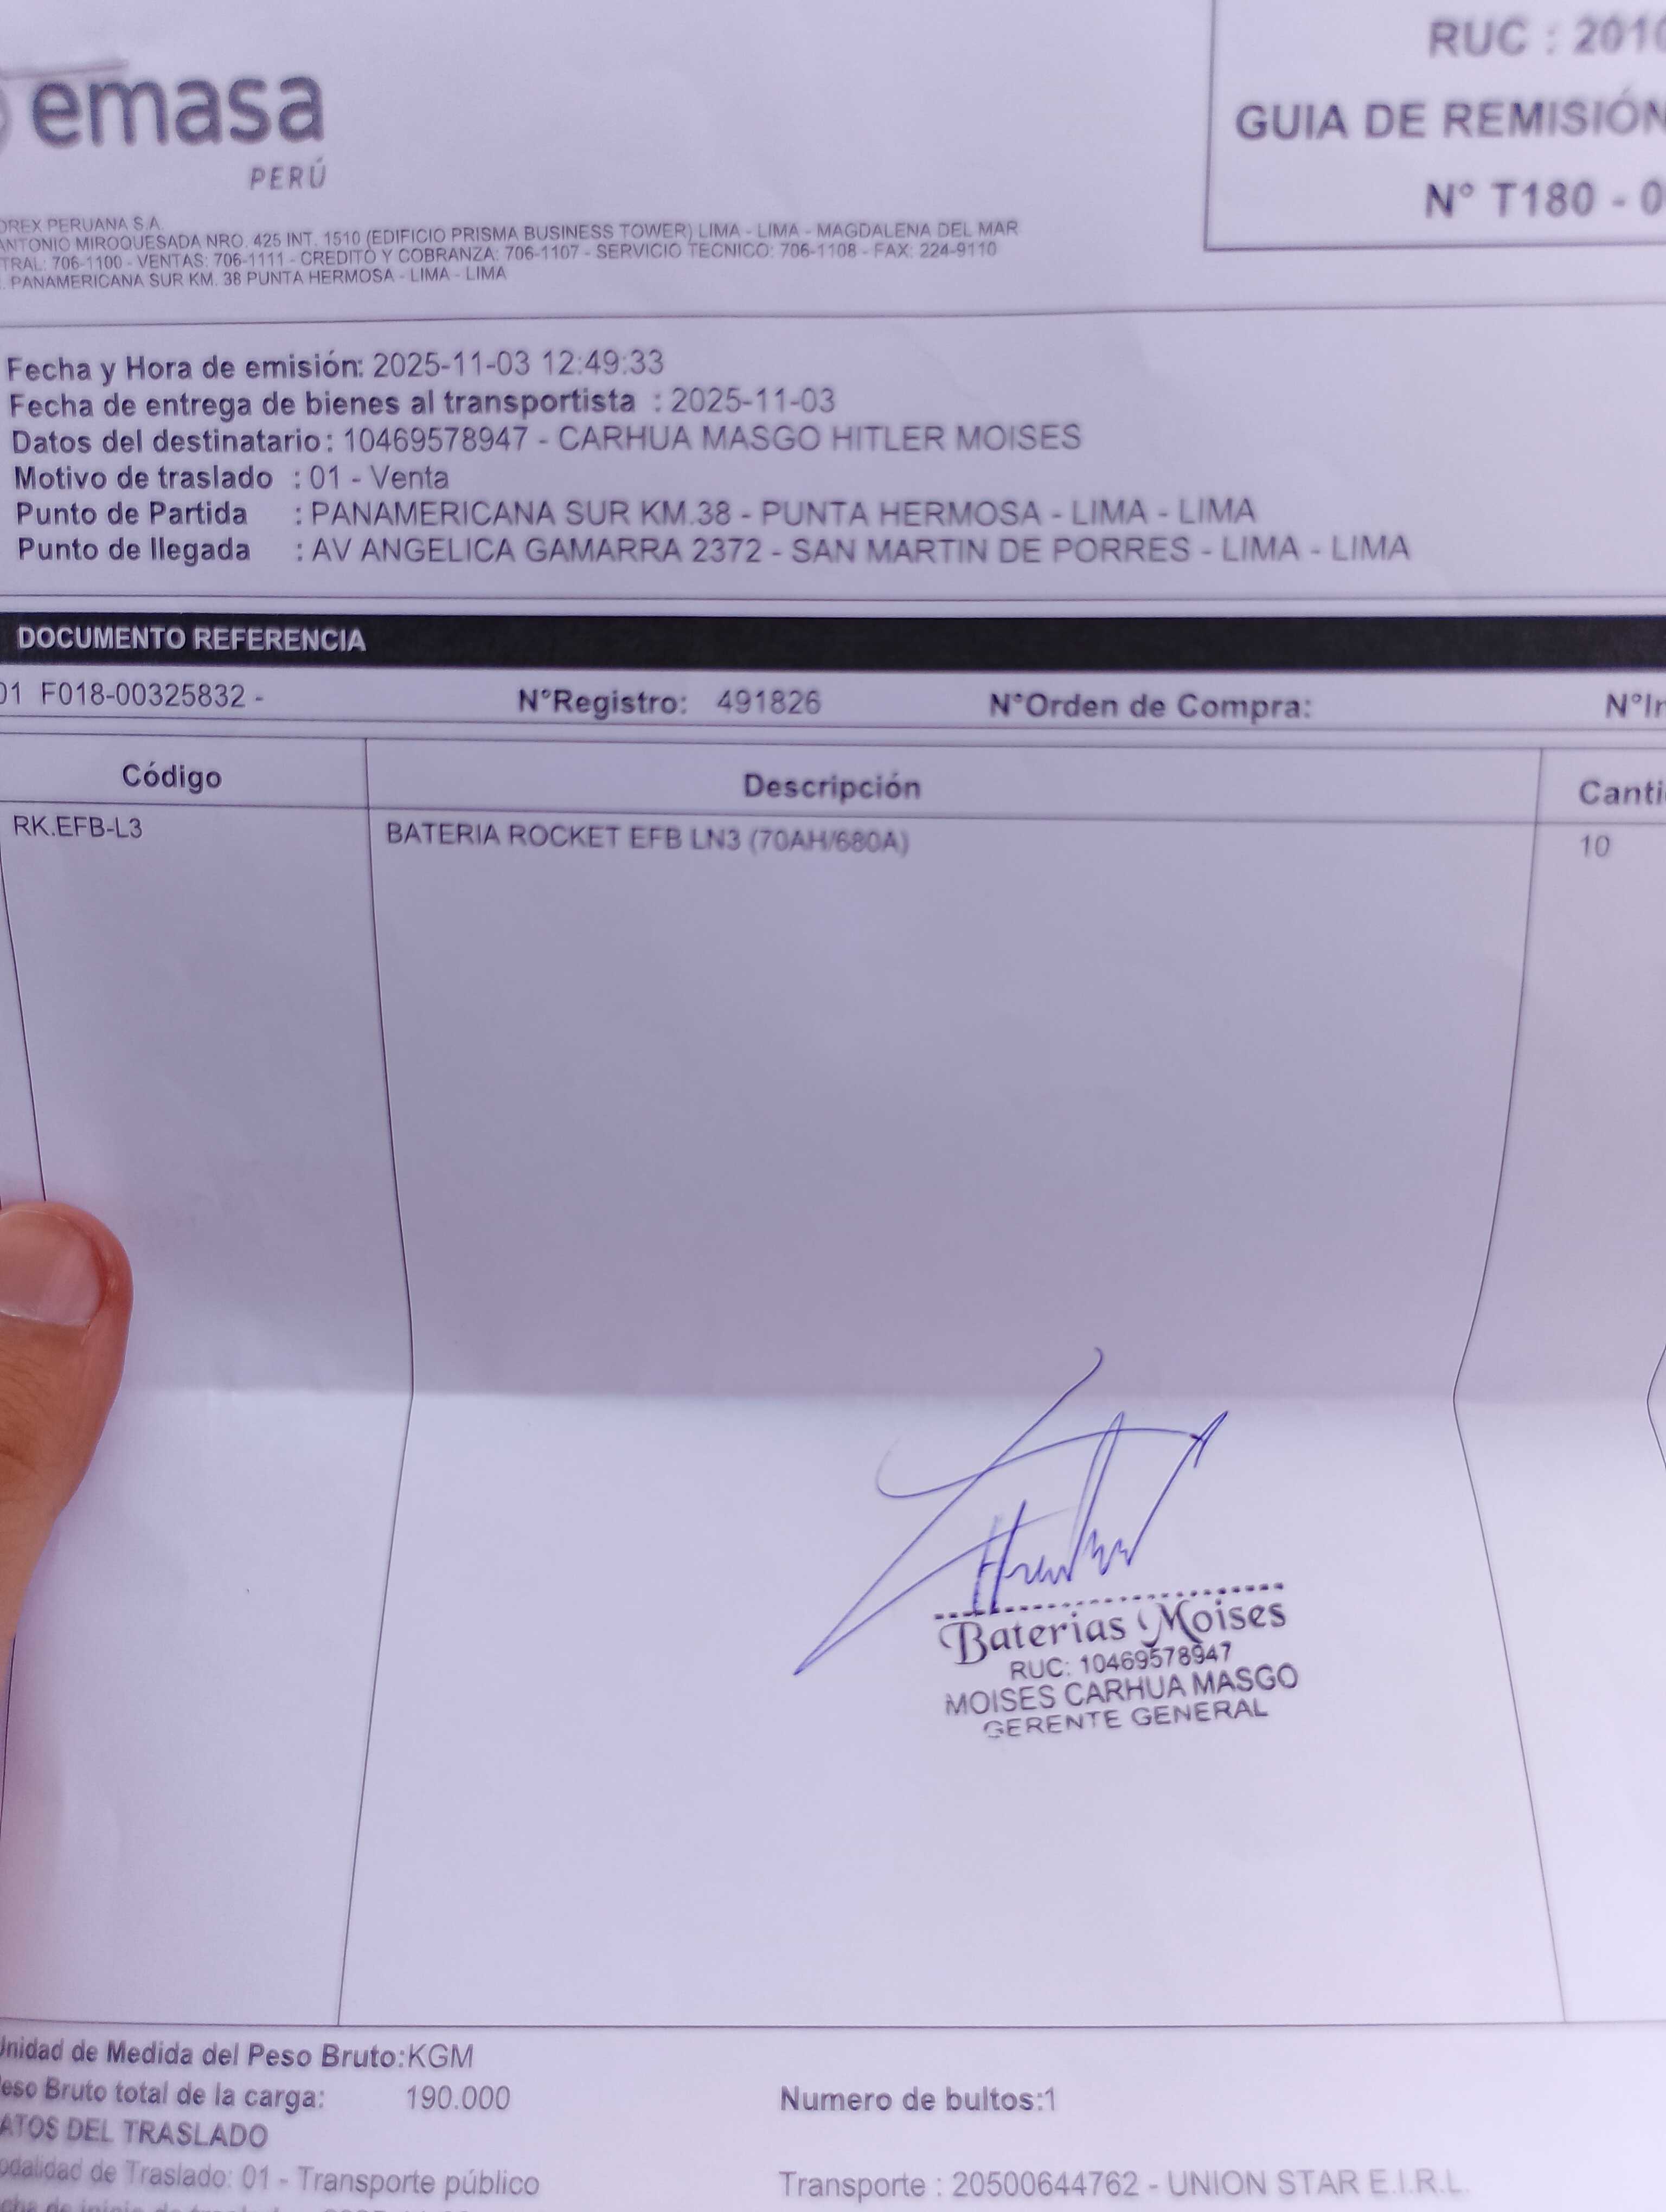 emasa
PERÚ
RUC : 2010
GUIA DE REMISIÓN
N° T180 - 0
OREX PERUANA S.A.
ANTONIO MIROQUESADA NRO. 425 INT. 1510 (EDIFICIO PRISMA BUSINESS TOWER) LIMA - LIMA - MAGDALENA DEL MAR
TRAL: 706-1100 - VENTAS: 706-1111 - CREDITO Y COBRANZA: 706-1107 - SERVICIO TECNICO: 706-1108 - FAX: 224-9110
. PANAMERICANA SUR KM. 38 PUNTA HERMOSA - LIMA - LIMA
Fecha y Hora de emisión: 2025-11-03 12:49:33
Fecha de entrega de bienes al transportista : 2025-11-03
Datos del destinatario : 10469578947 - CARHUA MASGO HITLER MOISES
Motivo de traslado : 01 - Venta
Punto de Partida : PANAMERICANA SUR KM.38 - PUNTA HERMOSA - LIMA - LIMA
Punto de llegada : AV ANGELICA GAMARRA 2372 - SAN MARTIN DE PORRES - LIMA - LIMA
DOCUMENTO REFERENCIA
01 F018-00325832 - N°Registro: 491826 N°Orden de Compra: N°In
Código Descripción Canti
RK.EFB-L3 BATERIA ROCKET EFB LN3 (70AH/680A) 10
Baterias Moises
RUC: 10469578947
MOISES CARHUA MASGO
GERENTE GENERAL
Unidad de Medida del Peso Bruto:KGM
eso Bruto total de la carga: 190.000 Numero de bultos:1
ATOS DEL TRASLADO
odalidad de Traslado: 01 - Transporte público Transporte : 20500644762 - UNION STAR E.I.R.L.